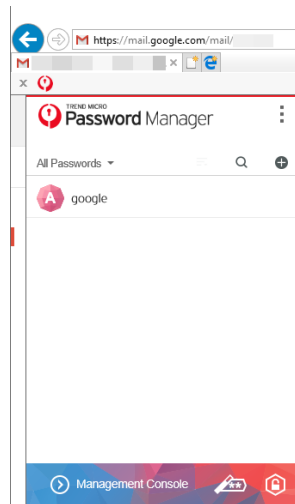 https://mail.google.com/mail/
TREND MICRO
Password Manager
All Passwords
A google
Management Console
**